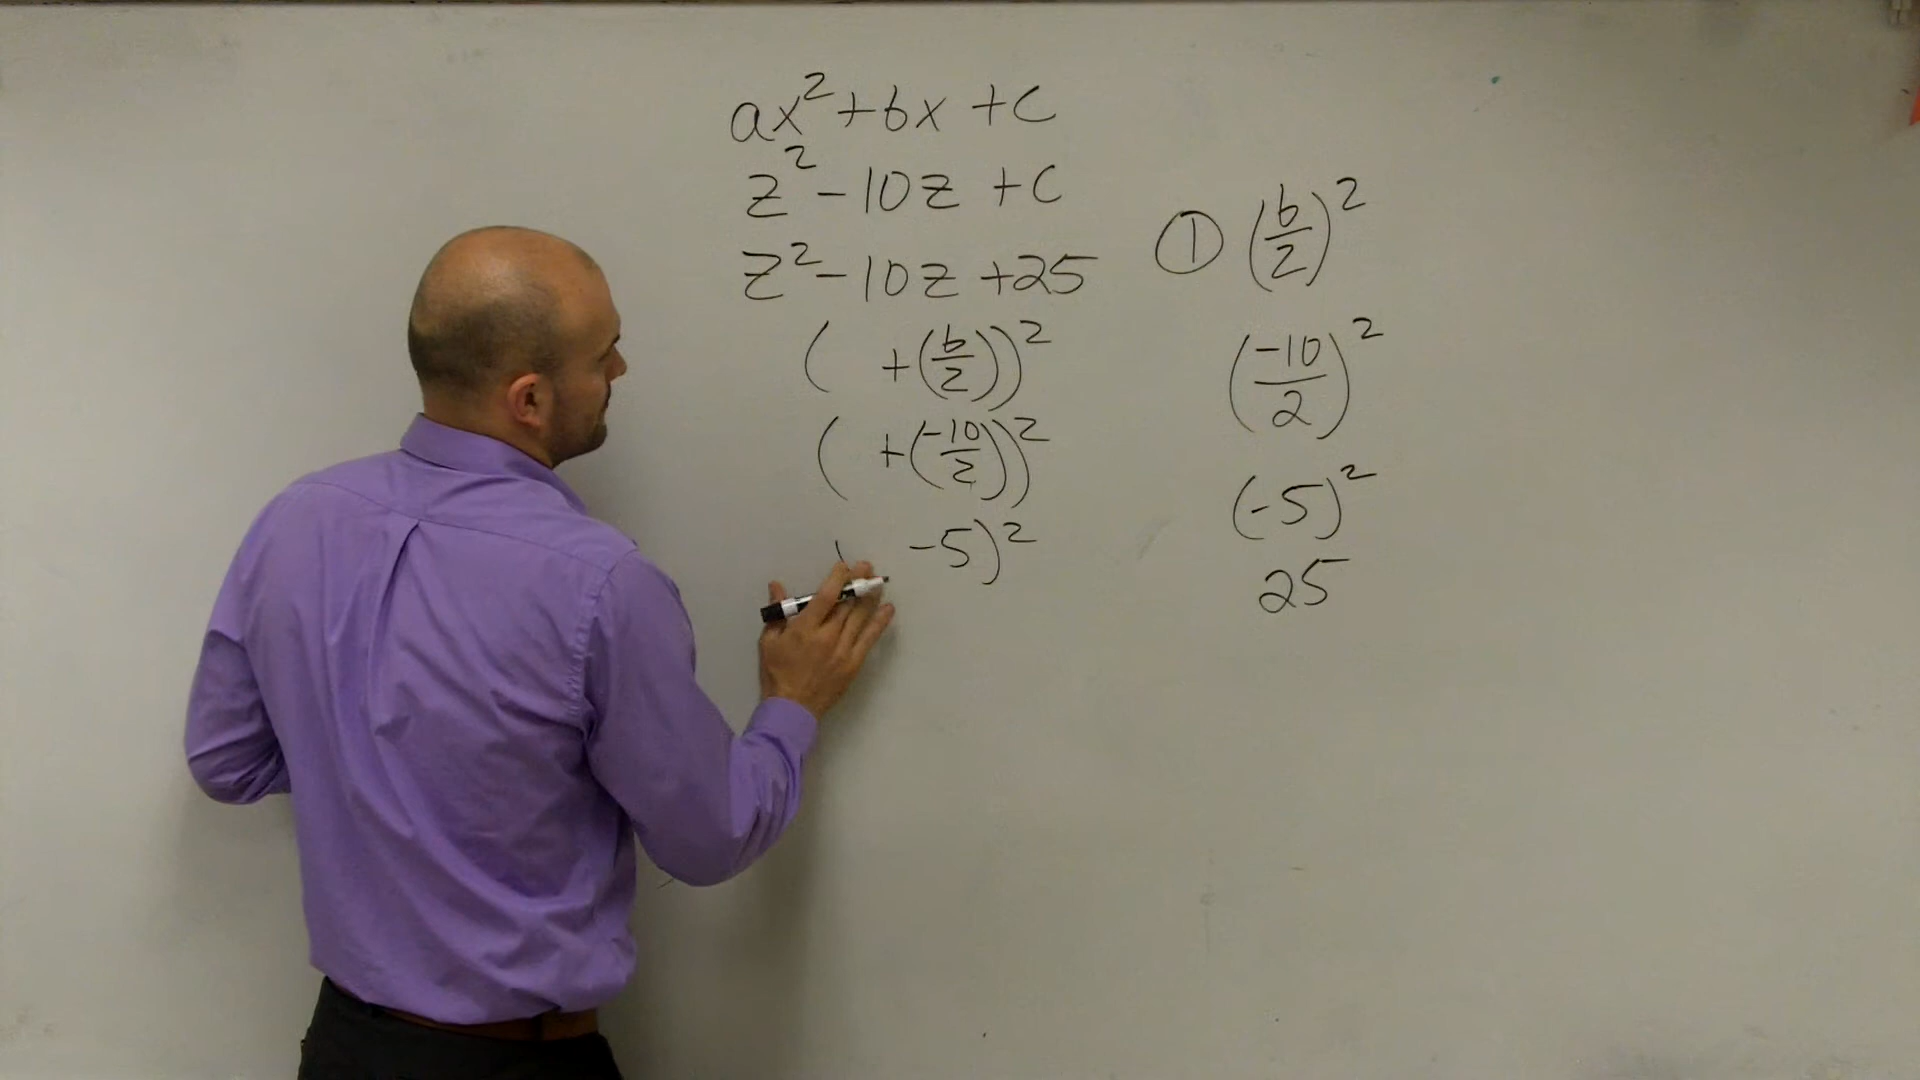 ax²+bx+c
z²-10z+c
z²-10z+25
( +(b/2))²
( +(-10/2))²
( -5)²
① (b/2)²
(-10/2)²
(-5)²
25